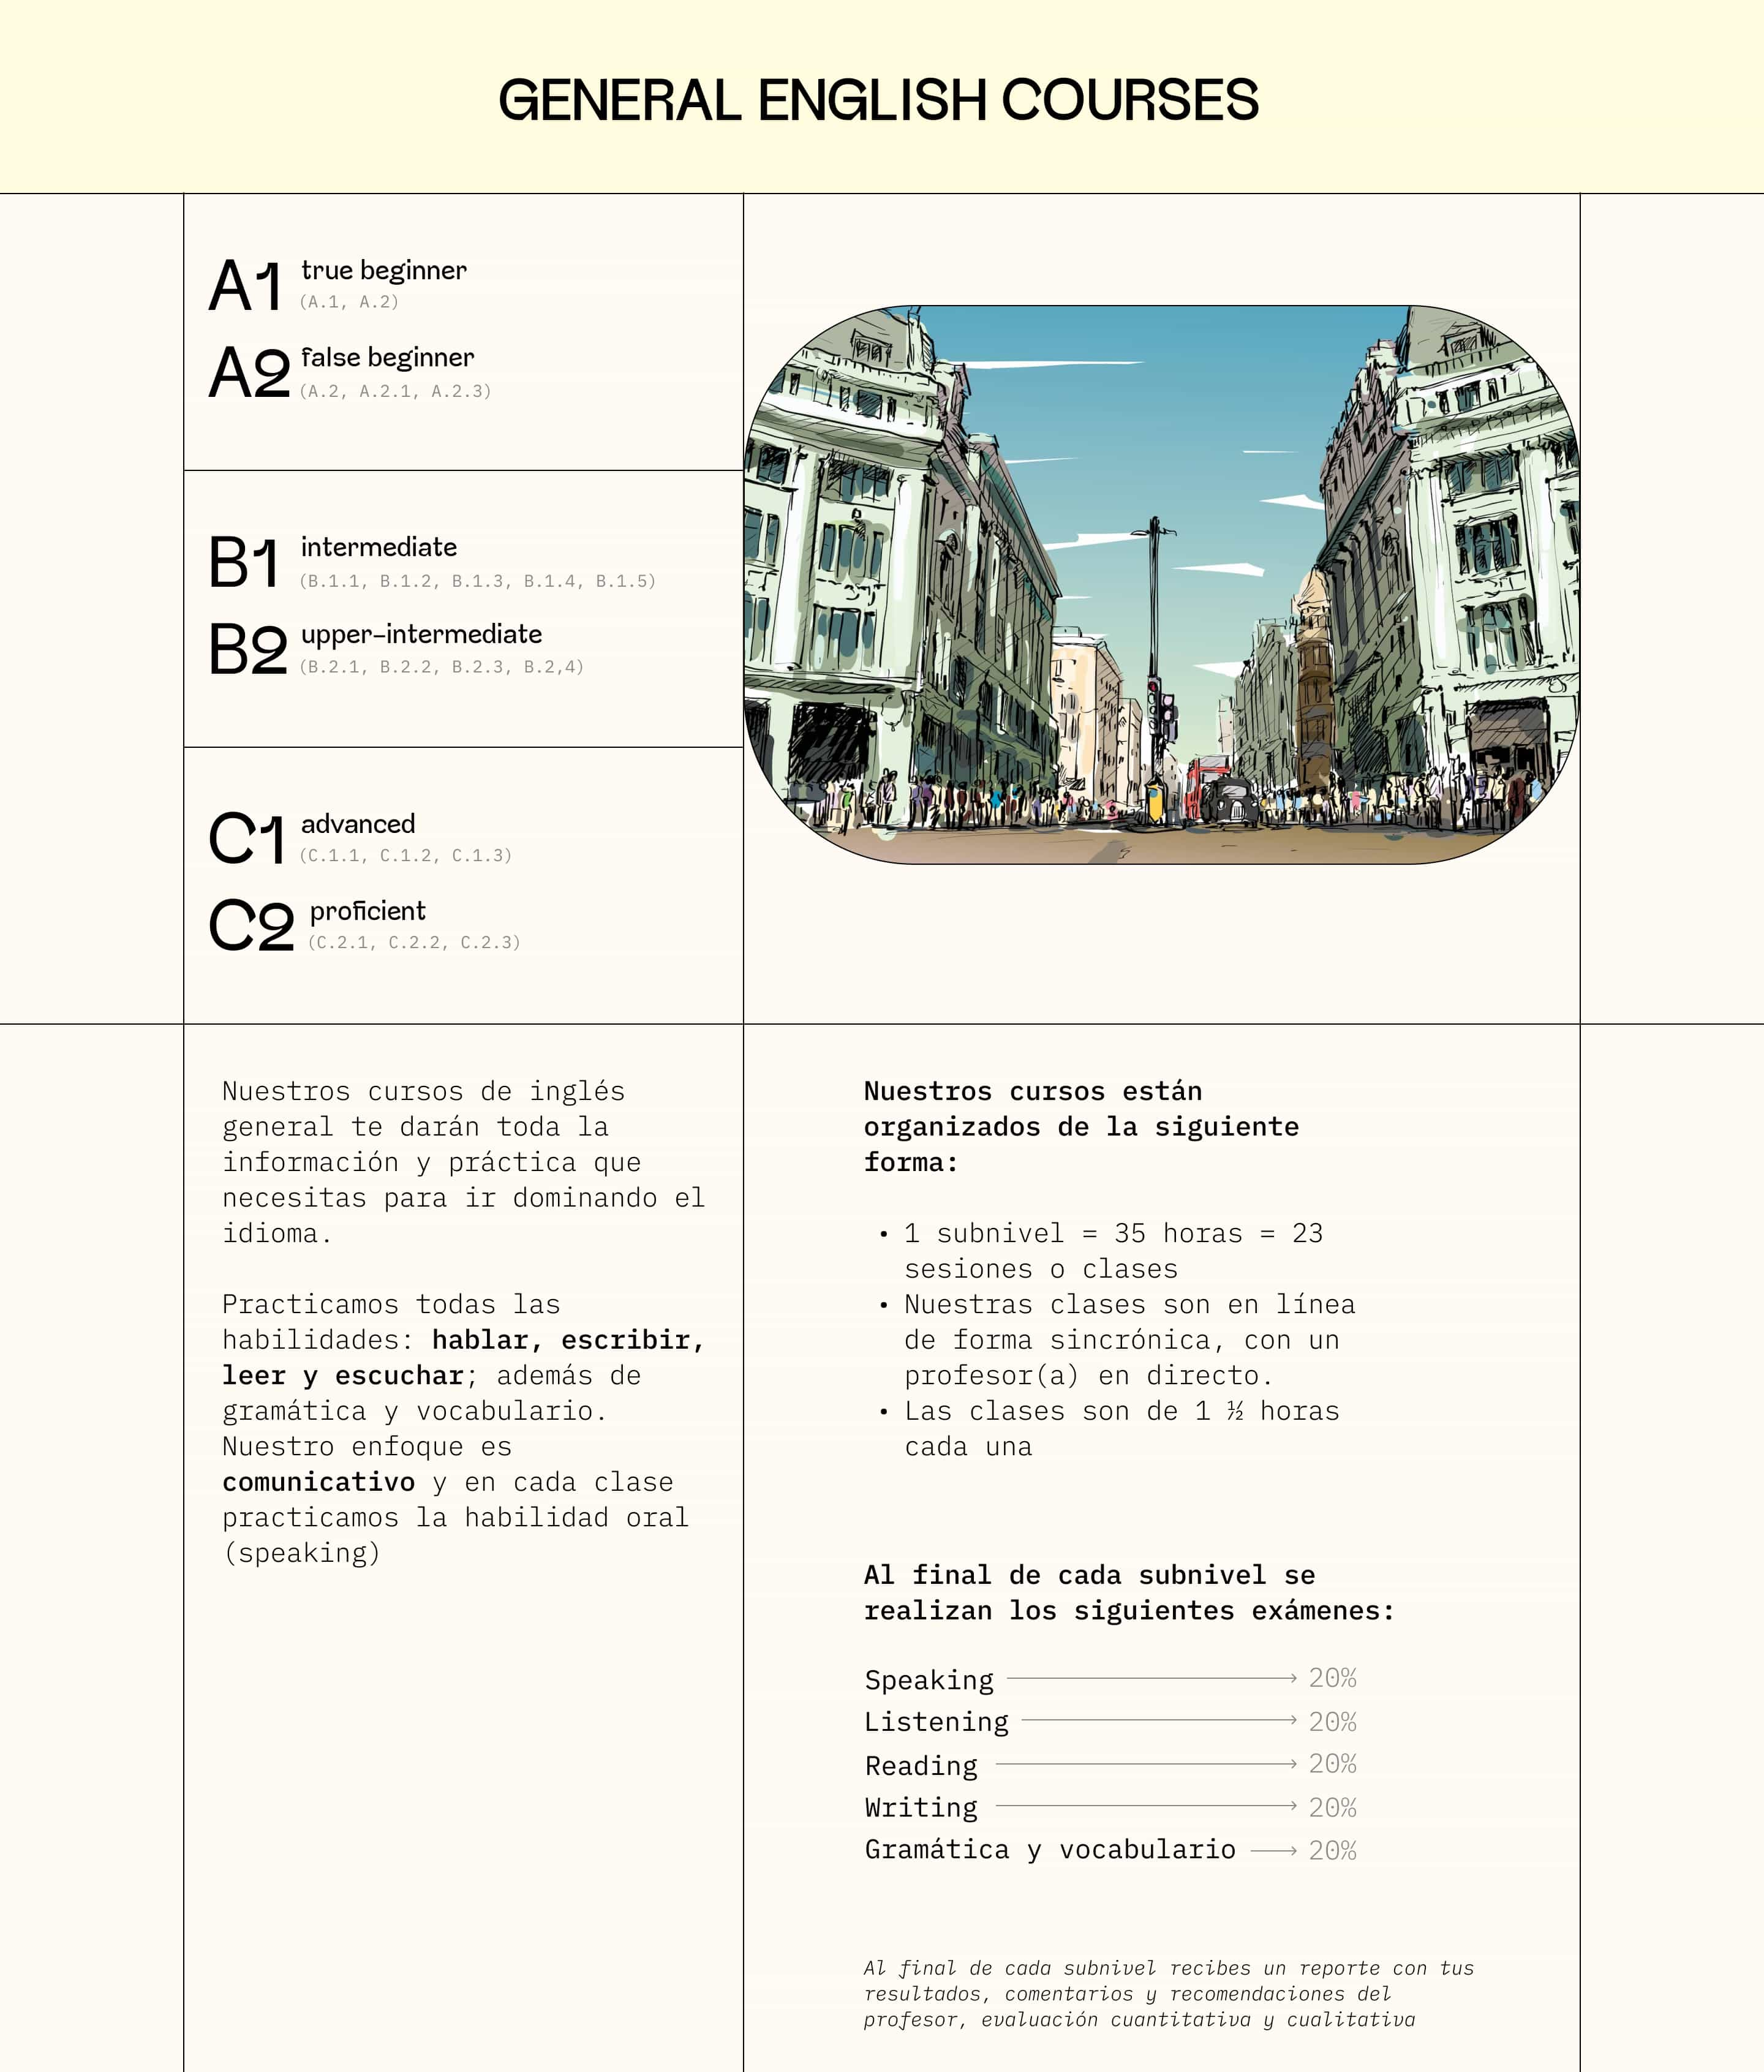 GENERAL ENGLISH COURSES
A1 true beginner
(A.1, A.2)
A2 false beginner
(A.2, A.2.1, A.2.3)
B1 intermediate
(B.1.1, B.1.2, B.1.3, B.1.4, B.1.5)
B2 upper-intermediate
(B.2.1, B.2.2, B.2.3, B.2,4)
C1 advanced
(C.1.1, C.1.2, C.1.3)
C2 proficient
(C.2.1, C.2.2, C.2.3)
Nuestros cursos de inglés
general te darán toda la
información y práctica que
necesitas para ir dominando el
idioma.
Practicamos todas las
habilidades: hablar, escribir,
leer y escuchar; además de
gramática y vocabulario.
Nuestro enfoque es
comunicativo y en cada clase
practicamos la habilidad oral
(speaking)
Nuestros cursos están
organizados de la siguiente
forma:
• 1 subnivel = 35 horas = 23
sesiones o clases
• Nuestras clases son en línea
de forma sincrónica, con un
profesor(a) en directo.
• Las clases son de 1 ½ horas
cada una
Al final de cada subnivel se
realizan los siguientes exámenes:
Speaking → 20%
Listening → 20%
Reading → 20%
Writing → 20%
Gramática y vocabulario → 20%
Al final de cada subnivel recibes un reporte con tus
resultados, comentarios y recomendaciones del
profesor, evaluación cuantitativa y cualitativa